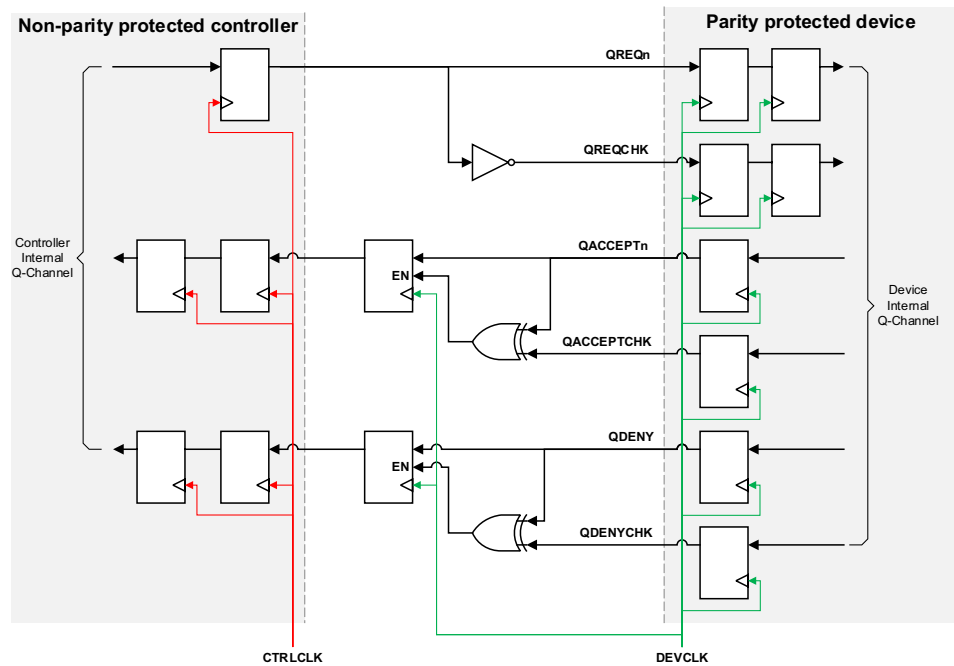 Non-parity protected controller
Parity protected device
QREQn
QREQCHK
Controller
Internal
Q-Channel
QACCEPTn
EN
QACCEPTCHK
Device
Internal
Q-Channel
QDENY
EN
QDENYCHK
CTRLCLK
DEVCLK